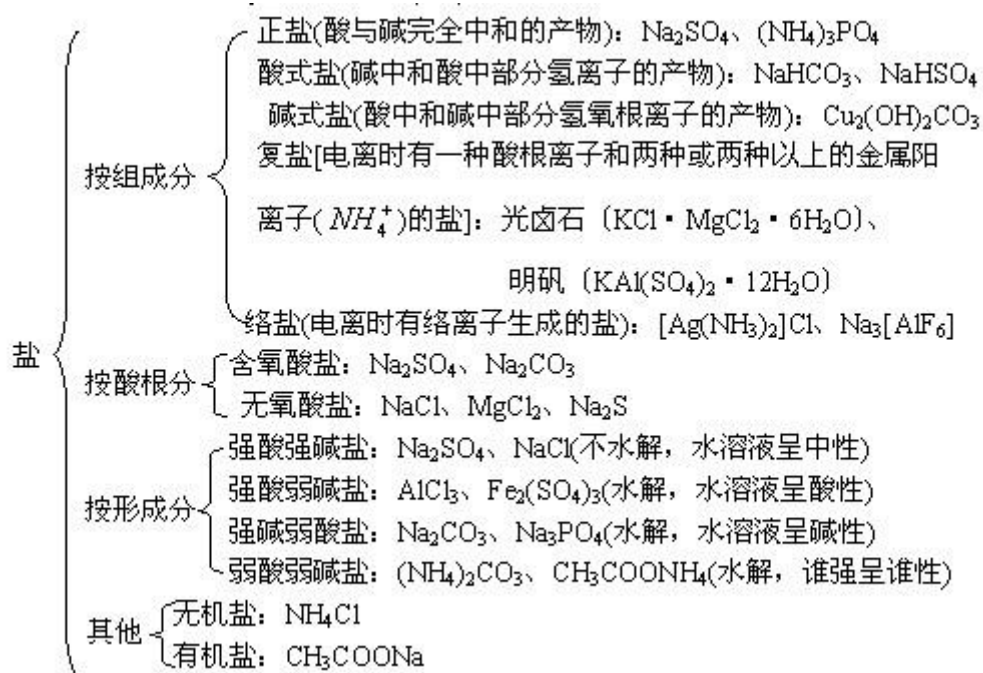 正盐(酸与碱完全中和的产物)：Na₂SO₄、(NH₄)₃PO₄
酸式盐(碱中和酸中部分氢离子的产物)：NaHCO₃、NaHSO₄
碱式盐(酸中和碱中部分氢氧根离子的产物)：Cu₂(OH)₂CO₃
复盐[电离时有一种酸根离子和两种或两种以上的金属阳
按组成分
离子(NH₄⁺)的盐]：光卤石〔KCl·MgCl₂·6H₂O〕、
明矾〔KAl(SO₄)₂·12H₂O〕
络盐(电离时有络离子生成的盐)：[Ag(NH₃)₂]Cl、Na₃[AlF₆]
盐
按酸根分
含氧酸盐：Na₂SO₄、Na₂CO₃
无氧酸盐：NaCl、MgCl₂、Na₂S
强酸强碱盐：Na₂SO₄、NaCl(不水解，水溶液呈中性)
强酸弱碱盐：AlCl₃、Fe₂(SO₄)₃(水解，水溶液呈酸性)
按形成分
强碱弱酸盐：Na₂CO₃、Na₃PO₄(水解，水溶液呈碱性)
弱酸弱碱盐：(NH₄)₂CO₃、CH₃COONH₄(水解，谁强呈谁性)
其他
无机盐：NH₄Cl
有机盐：CH₃COONa